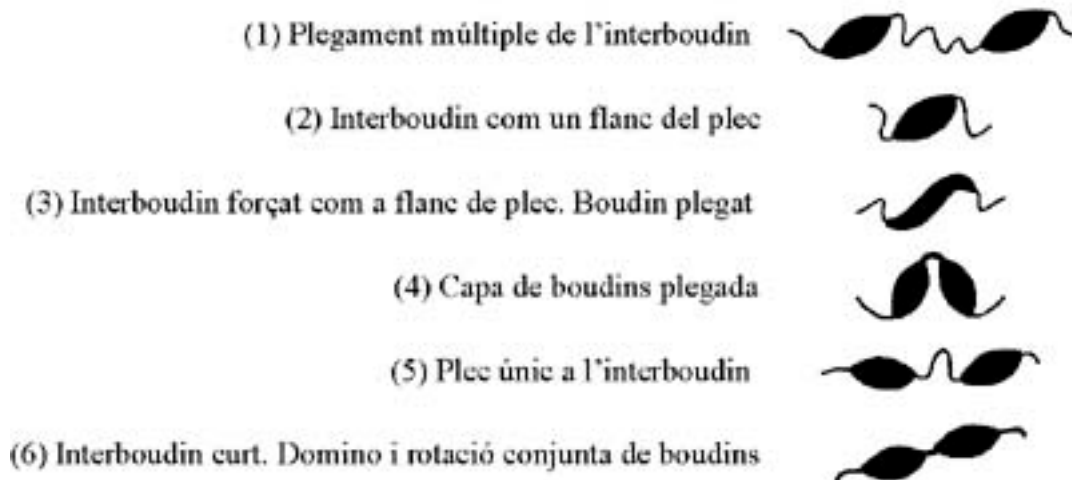 (1) Plegament múltiple de l'interboudin
(2) Interboudin com un flanc del plec
(3) Interboudin forçat com a flanc de plec. Boudin plegat
(4) Capa de boudins plegada
(5) Plec únic a l'interboudin
(6) Interboudin curt. Domino i rotació conjunta de boudins